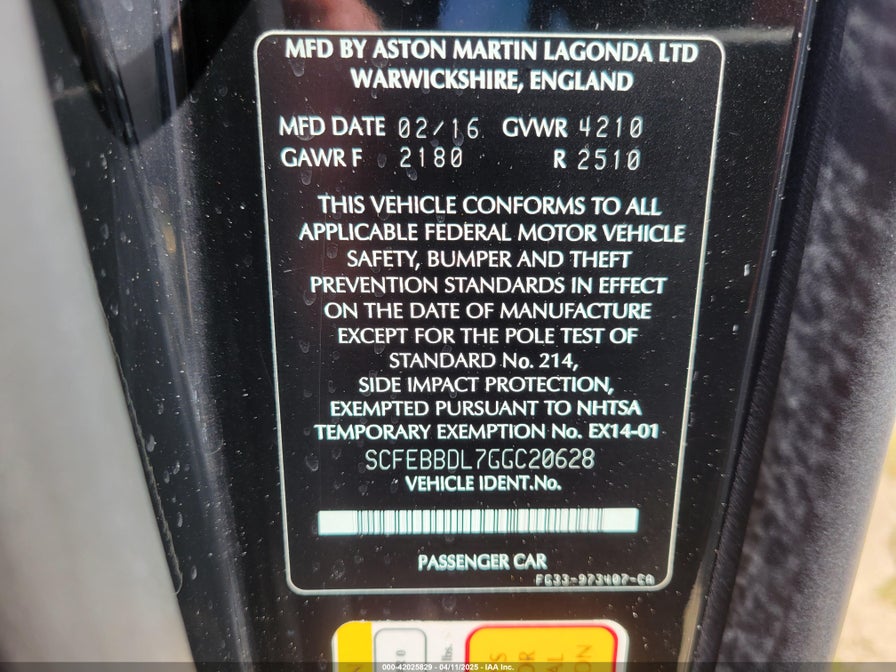 MFD BY ASTON MARTIN LAGONDA LTD
WARWICKSHIRE, ENGLAND
MFD DATE 02/16 GVWR 4210
GAWR F 2180 R 2510
THIS VEHICLE CONFORMS TO ALL
APPLICABLE FEDERAL MOTOR VEHICLE
SAFETY, BUMPER AND THEFT
PREVENTION STANDARDS IN EFFECT
ON THE DATE OF MANUFACTURE
EXCEPT FOR THE POLE TEST OF
STANDARD No. 214,
SIDE IMPACT PROTECTION,
EXEMPTED PURSUANT TO NHTSA
TEMPORARY EXEMPTION No. EX14-01
SCFEBBDL7GGC20628
VEHICLE IDENT.No.
PASSENGER CAR
FG33-973407-CA
lbs.
000-42025829 - 04/11/2025 - IAA Inc.